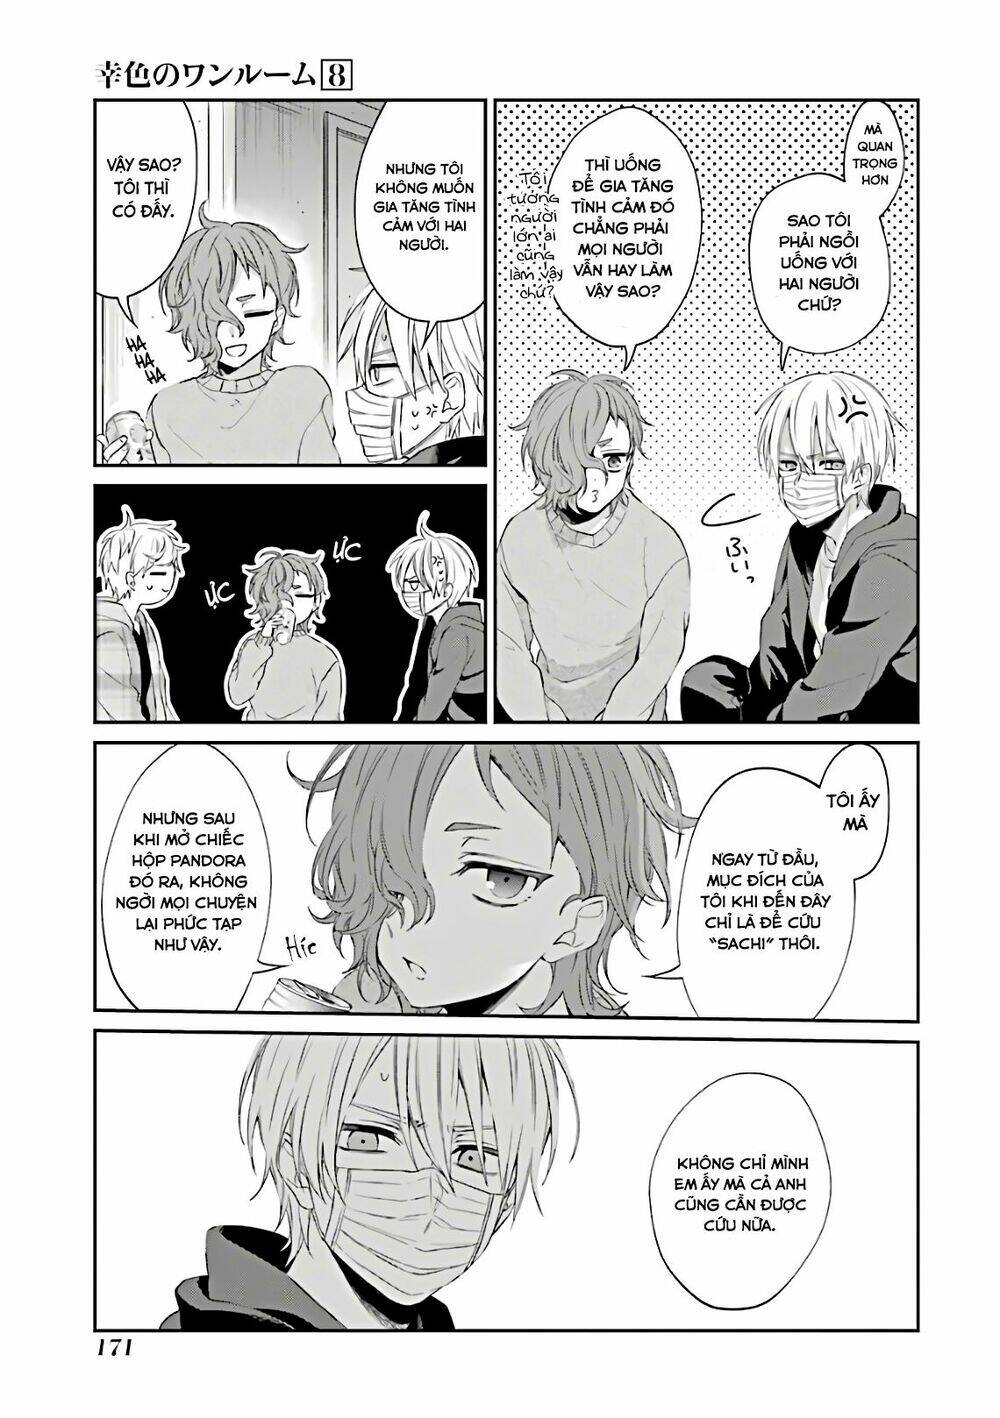 幸色のワンルーム 8
MÀ
QUAN
TRỌNG
HƠN
SAO TÔI
PHẢI NGỒI
UỐNG VỚI
HAI NGƯỜI
CHỨ?
THÌ UỐNG
ĐỂ GIA TĂNG
TÌNH CẢM ĐÓ
CHẲNG PHẢI
MỌI NGƯỜI
VẪN HAY LÀM
VẬY SAO?
Tôi
tưởng
người
lớn ai
cũng
làm vậy
chứ?
ふいっ
NHƯNG TÔI
KHÔNG MUỐN
GIA TĂNG TÌNH
CẢM VỚI HAI
NGƯỜI.
VẬY SAO?
TÔI THÌ
CÓ ĐẤY.
HA
HA
HA
ỰC
ỰC
TÔI ẤY
MÀ
NGAY TỪ ĐẦU,
MỤC ĐÍCH CỦA
TÔI KHI ĐẾN ĐÂY
CHỈ LÀ ĐỂ CỨU
“SACHI” THÔI.
NHƯNG SAU
KHI MỞ CHIẾC
HỘP PANDORA
ĐÓ RA, KHÔNG
NGỜI MỌI CHUYỆN
LẠI PHỨC TẠP
NHƯ VẬY.
Híc
KHÔNG CHỈ MÌNH
EM ẤY MÀ CẢ ANH
CŨNG CẦN ĐƯỢC
CỨU NỮA.
171